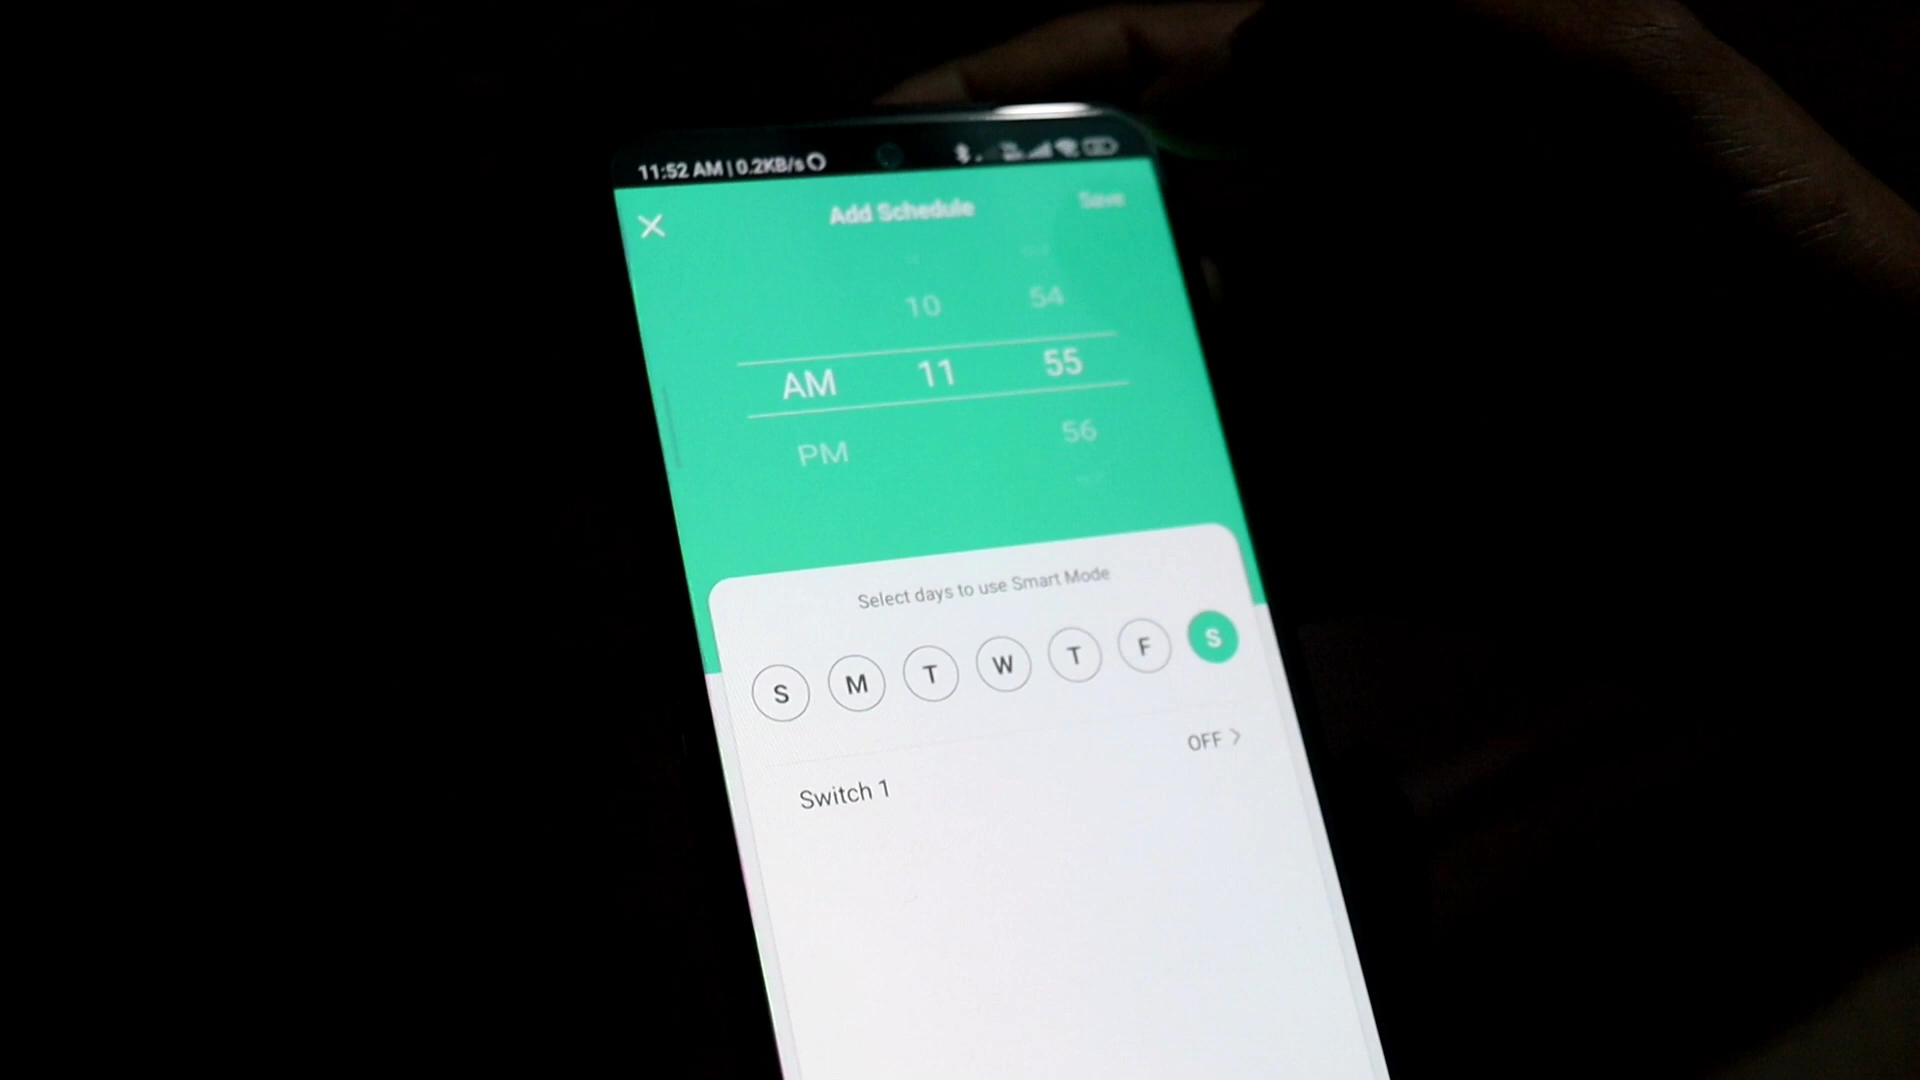 11:52 AM | 0.2KB/s
Add Schedule Save
10 54
AM 11 55
PM 56
Select days to use Smart Mode
S M T W T F S
OFF >
Switch 1